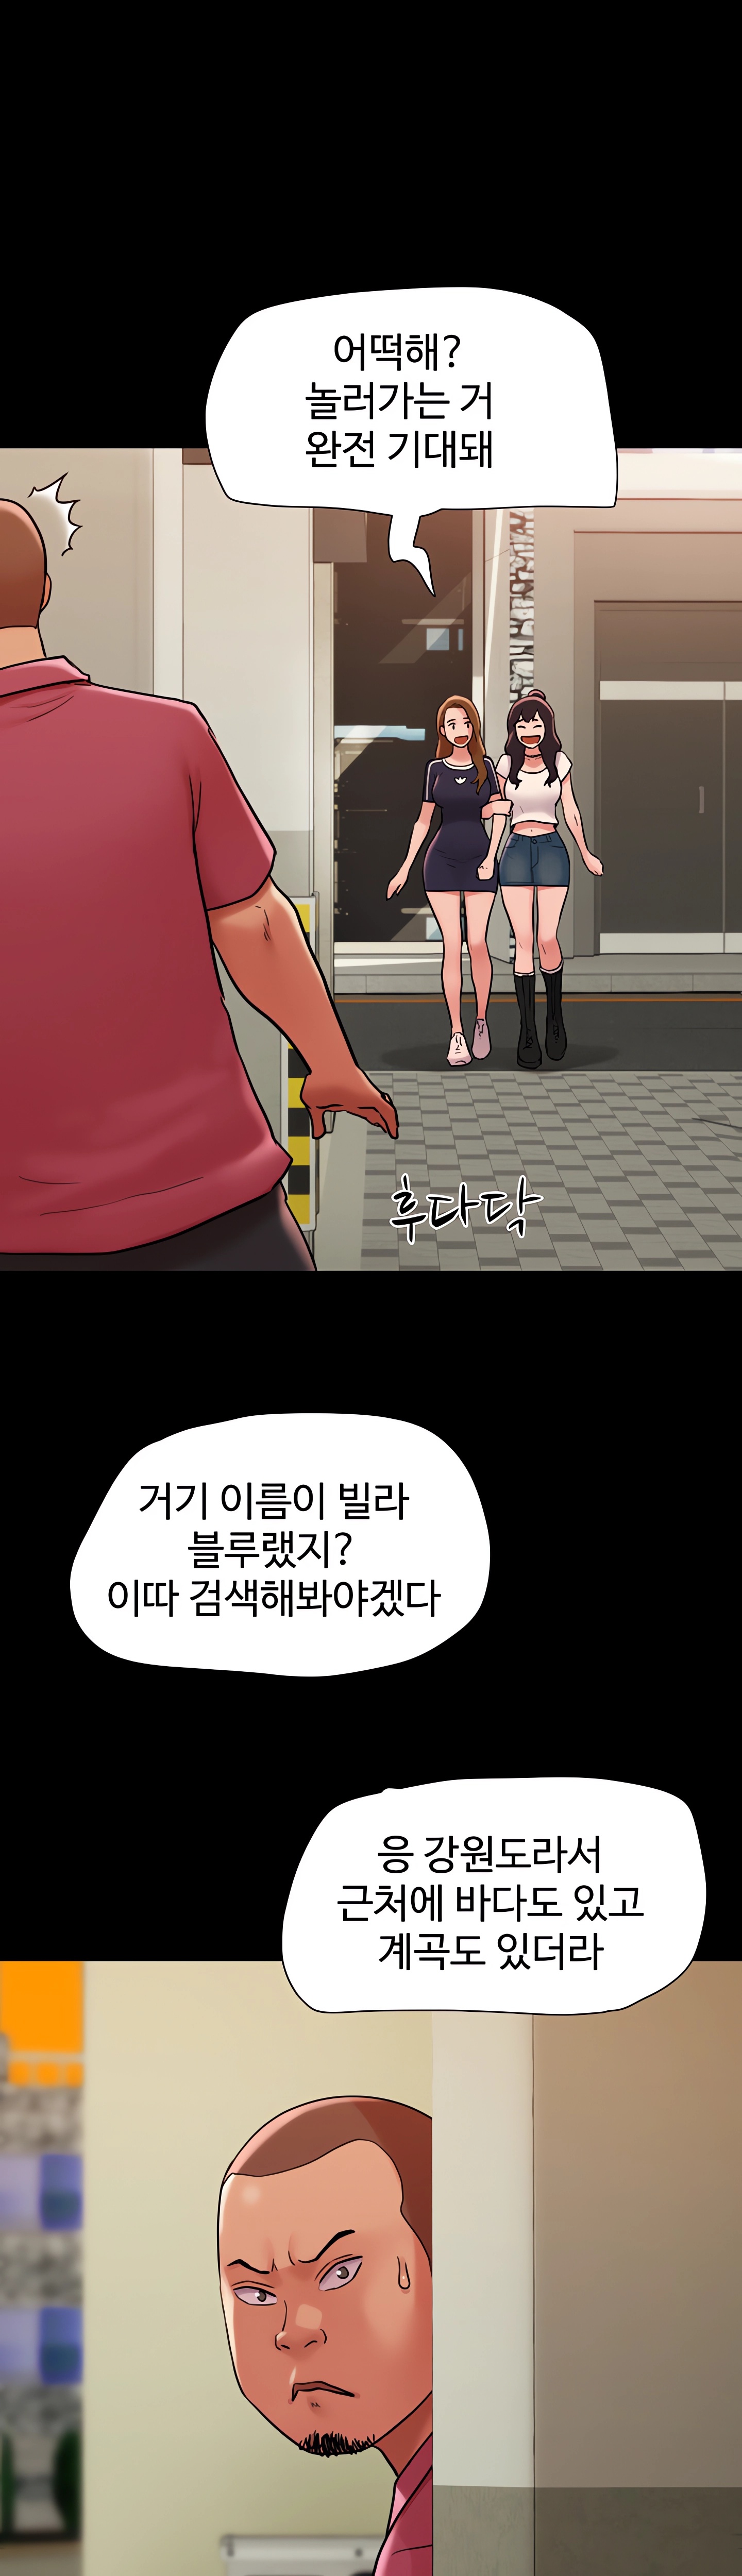 어떡해?
놀러가는 거
완전 기대돼
후다닥
거기 이름이 빌라
블루랬지?
이따 검색해봐야겠다
응 강원도라서
근처에 바다도 있고
계곡도 있더라